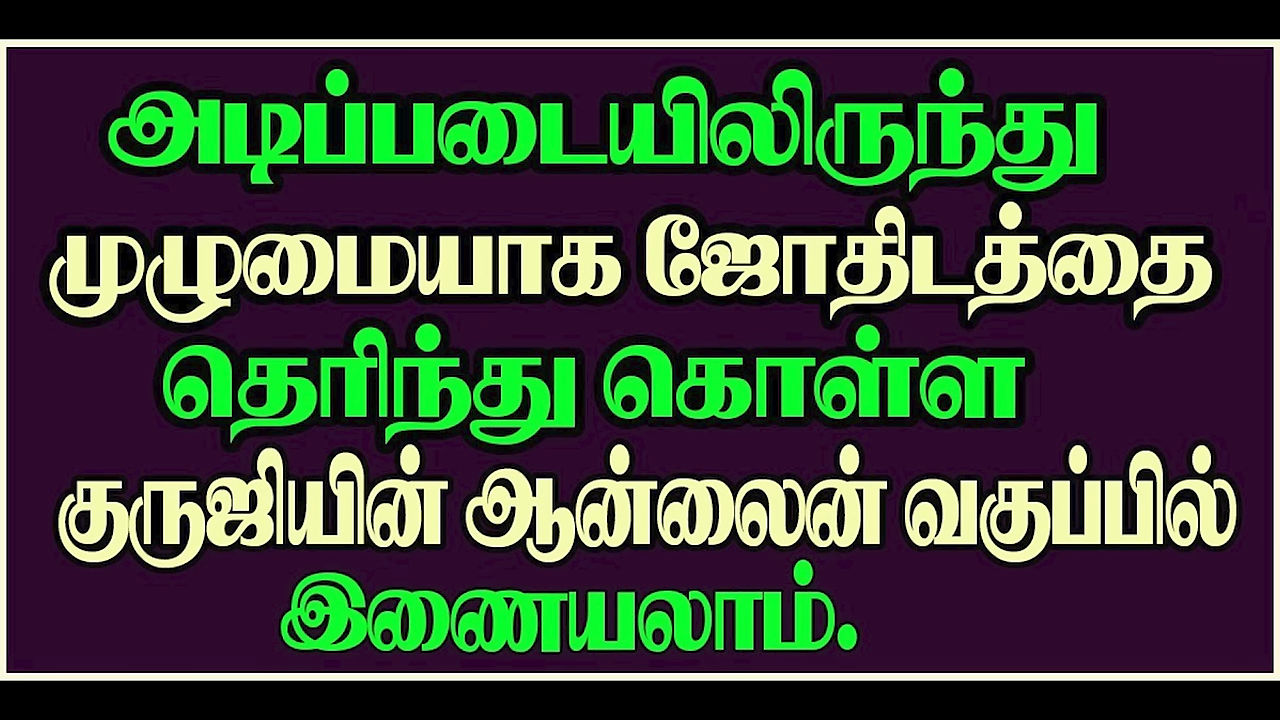 அடிப்படையிலிருந்து
முழுமையாக ஜோதிடத்தை
தெரிந்து கொள்ள
குருஜியின் ஆன்லைன் வகுப்பில்
இணையலாம்.